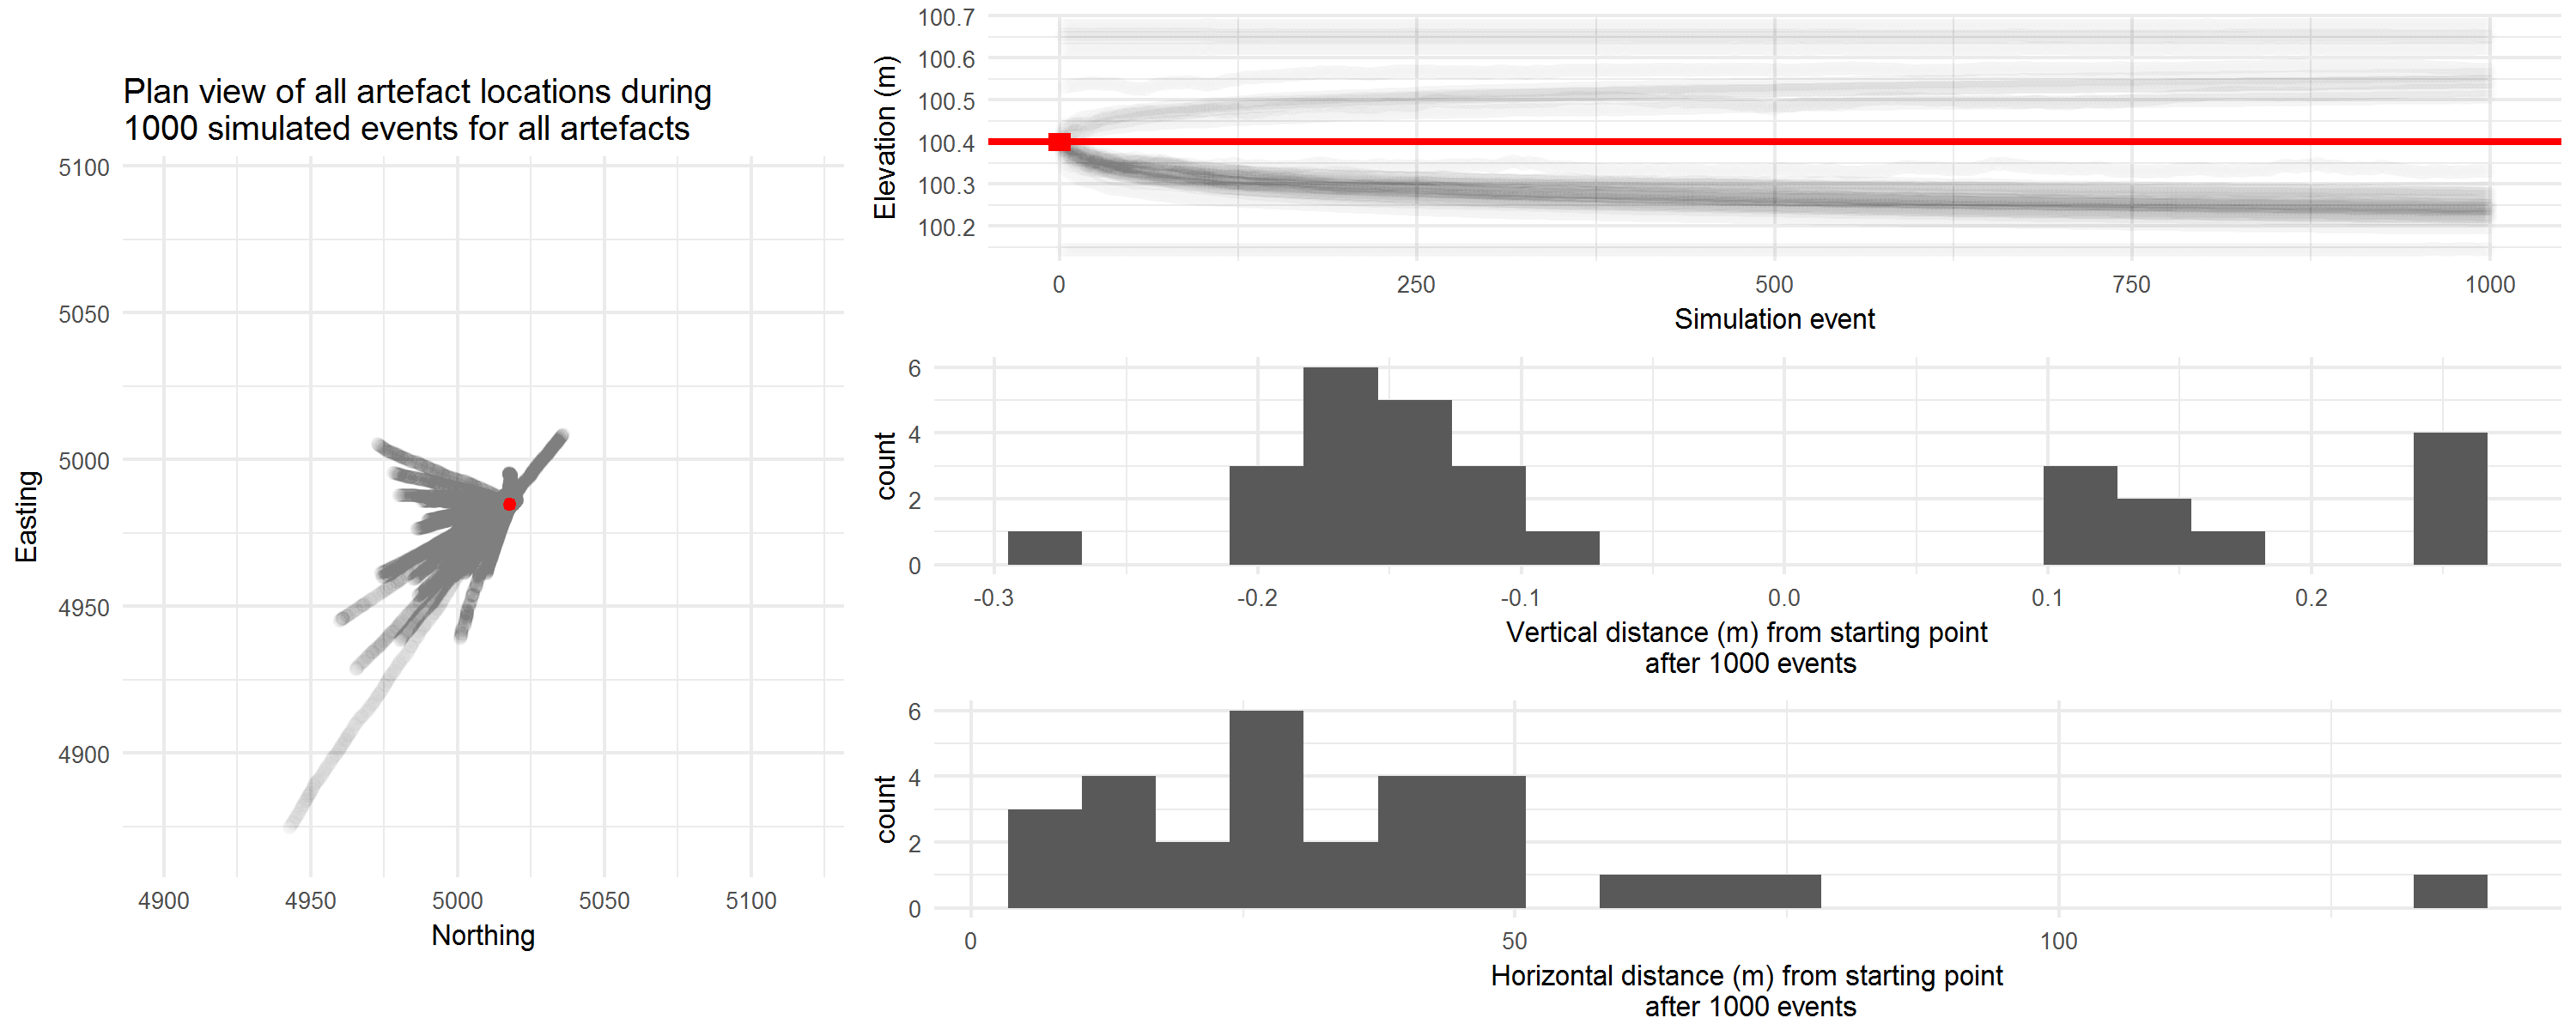 Plan view of all artefact locations during
1000 simulated events for all artefacts
5100
5050
5000
4950
4900
Easting
4900 4950 5000 5050 5100
Northing
100.7
100.6
100.5
100.4
100.3
100.2
Elevation (m)
0 250 500 750 1000
Simulation event
6
4
2
0
count
-0.3 -0.2 -0.1 0.0 0.1 0.2
Vertical distance (m) from starting point
after 1000 events
6
4
2
0
count
0 50 100
Horizontal distance (m) from starting point
after 1000 events